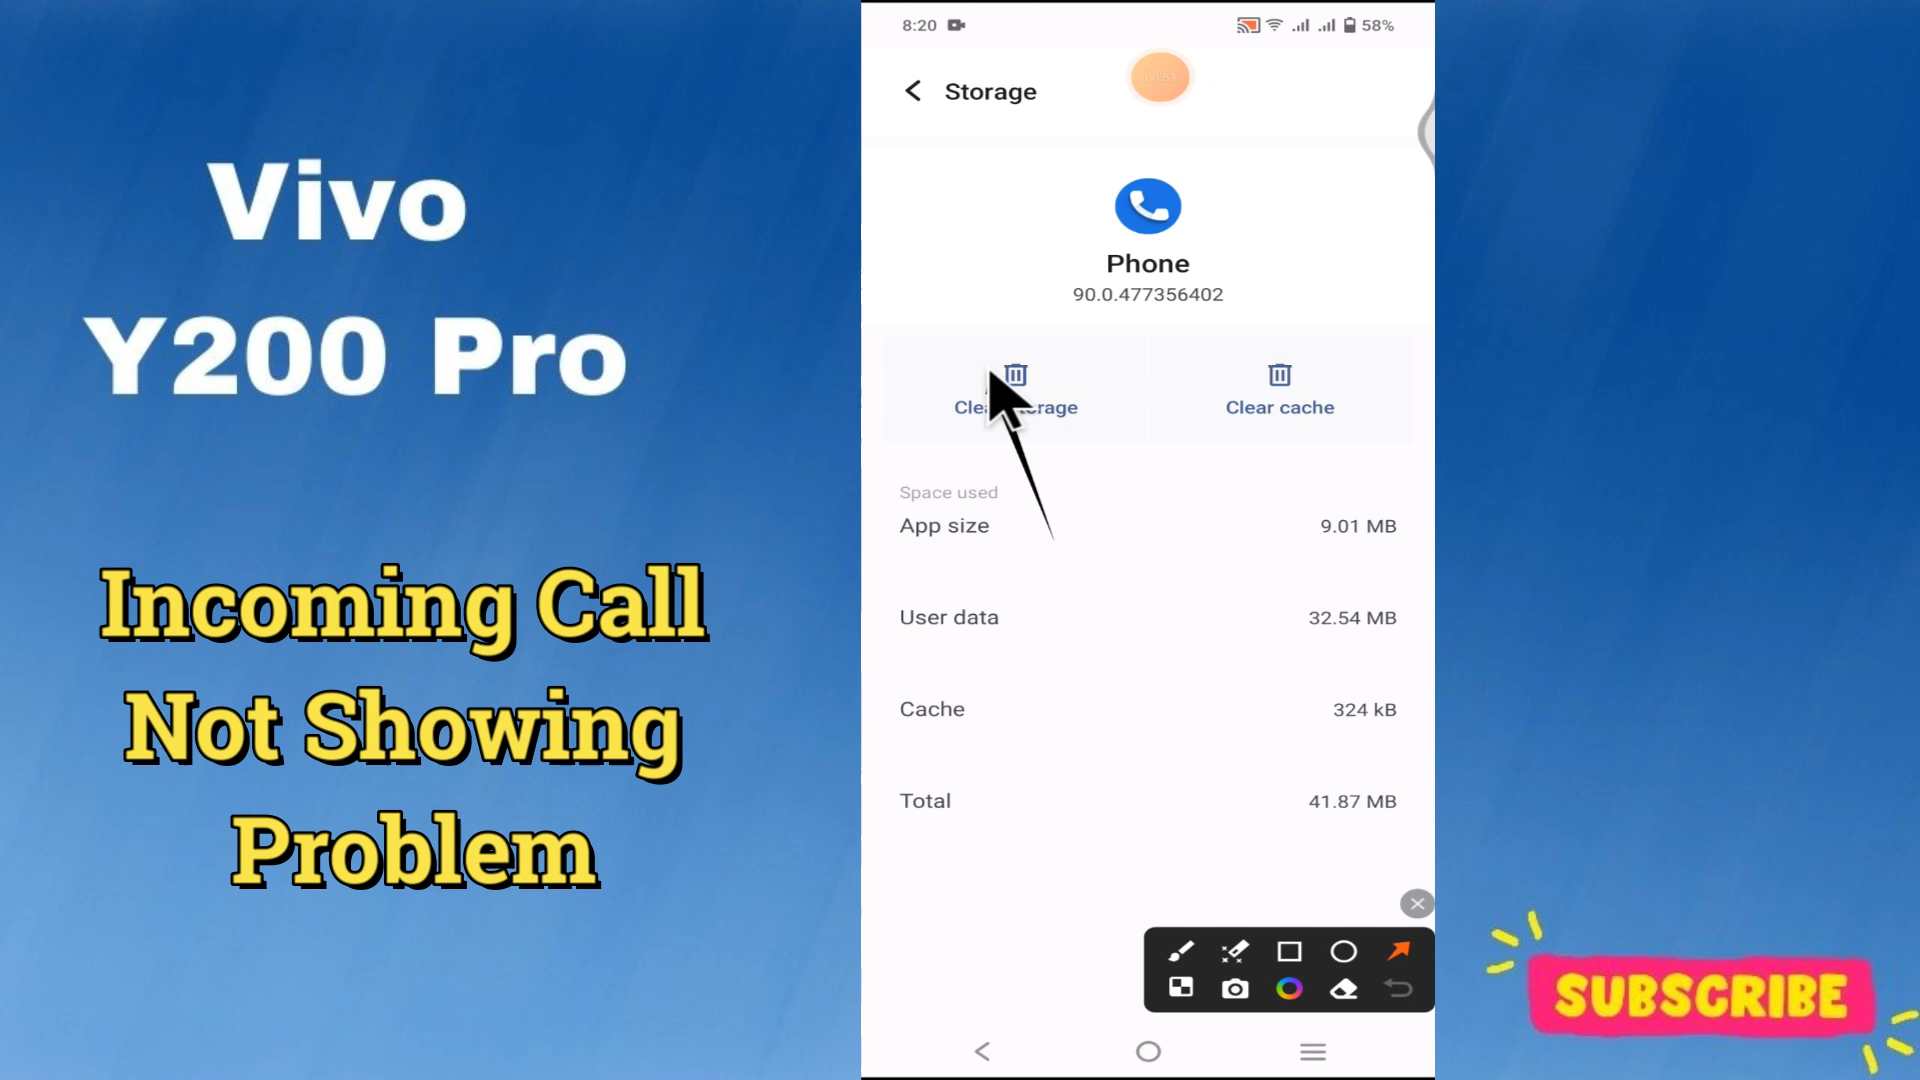 Vivo
Y200 Pro
Incoming Call
Not Showing
Problem
8:20
58%
Storage
00:53
Phone
90.0.477356402
Clear cache
Space used
App size
9.01 MB
User data
32.54 MB
Cache
324 kB
Total
41.87 MB
SUBSCRIBE